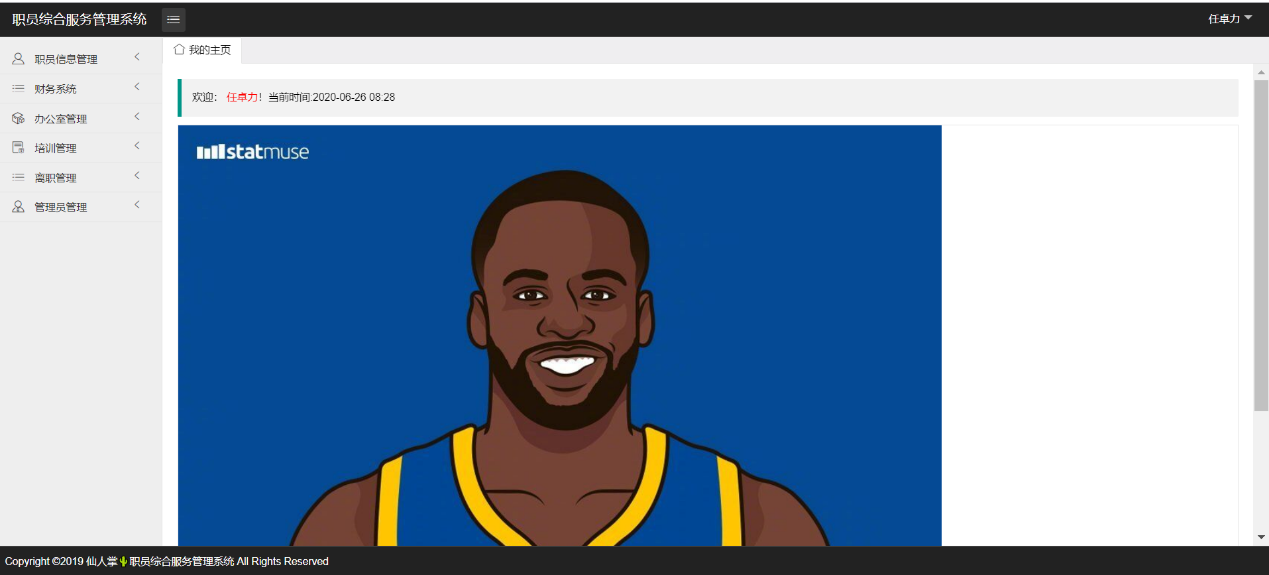 职员综合服务管理系统
任卓力
职员信息管理
财务系统
办公室管理
培训管理
离职管理
管理员管理
我的主页
欢迎： 任卓力！当前时间:2020-06-26 08:28
statmuse
Copyright ©2019 仙人掌🌵职员综合服务管理系统 All Rights Reserved